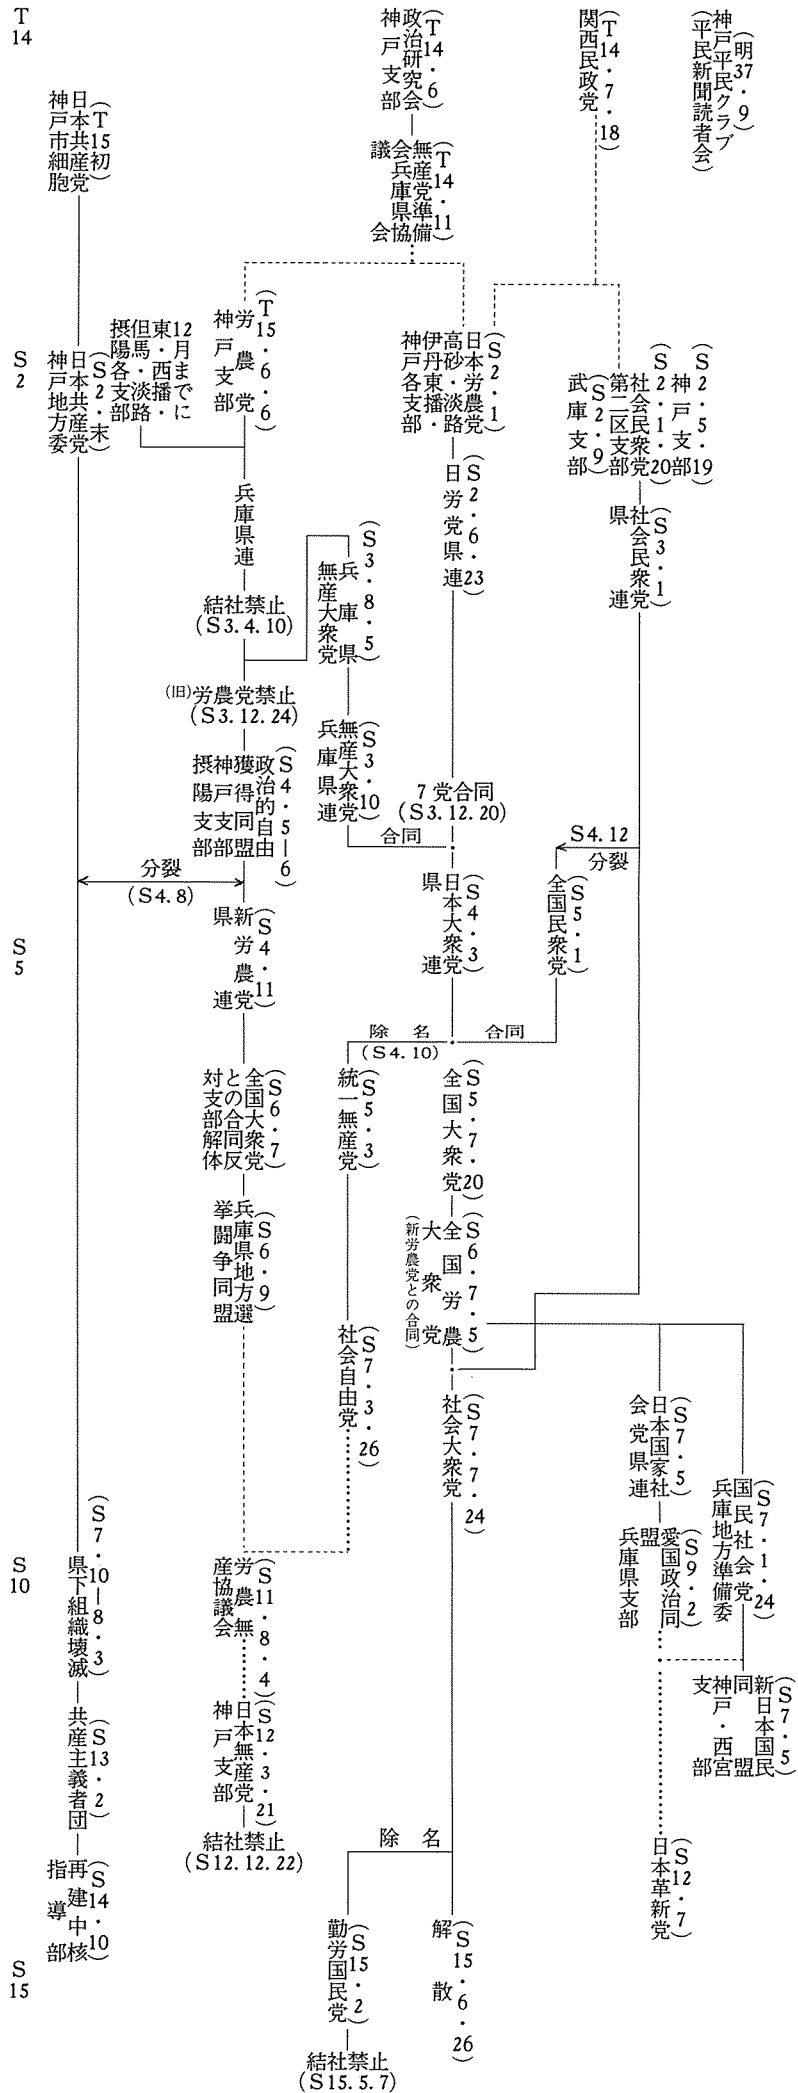 T
14
S
2
S
5
S
10
S
15
(明37・9)
神戸平民クラブ
(平民新聞読者会)
(T14・7・18)
関西民政党
(T14・6)
政治研究会
神戸支部
(T14・11)
無産党準備
会兵庫県協
議会
(T15初)
日本共産党
神戸市細胞
(S2・5・19)
神戸支部
(S2・1・20)
社会民衆党
第二区支部
(S2・9)
武庫支部
(S3・1)
社会民衆党
県連
(S2・1)
日本労農党
高砂・淡路
伊丹東播・
神戸各支部
(S2・6・23)
日労党県連
(T15・6・6)
労農党
神戸支部
12月までに
東・西播・
但馬・淡路
摂陽各支部
(S2・末)
日本共産党
神戸地方委
兵庫県連
結社禁止
(S3.4.10)
(S3・8・5)
兵庫県
無産大衆党
(旧)労農党禁止
(S3.12.24)
(S3・10)
無産大衆党
兵庫県連
7党合同
(S3.12.20)
合同
(S4・5―6)
政治的自由
獲得同盟
神戸支部
摂陽支部
分裂
(S4.8)
S4.12
分裂
(S5・1)
全国民衆党
(S4・3)
日本大衆党
県連
(S4・11)
新労農党
県連
除名
(S4.10)
合同
(S5・3)
統一無産党
(S5・7・20)
全国大衆党
(S6・7)
全国大衆党
との合同反
対支部解体
(S6・9)
兵庫県地方選
挙闘争同盟
(S6・7・5)
全国労農
大衆党
(新労農党との合同)
(S7・3・26)
社会自由党
(S7・7・24)
社会大衆党
(S7・5)
日本国家社
会党県連
(S7・1・24)
国民社会党
兵庫地方準備委
(S9・2)
愛国政治同
盟
兵庫県支部
(S7・5)
新日本国民
同盟
神戸・西宮
支部
(S7・10―8・3)
県下組織壊滅
(S11・8・4)
労農無
産協議会
(S13・2)
共産主義者団
(S12・3・21)
日本無産党
神戸支部
結社禁止
(S12.12.22)
除名
(S12・7)
日本革新党
(S14・10)
再建中核
指導部
(S15・2)
勤労国民党
結社禁止
(S15.5.7)
(S15・6・26)
解散